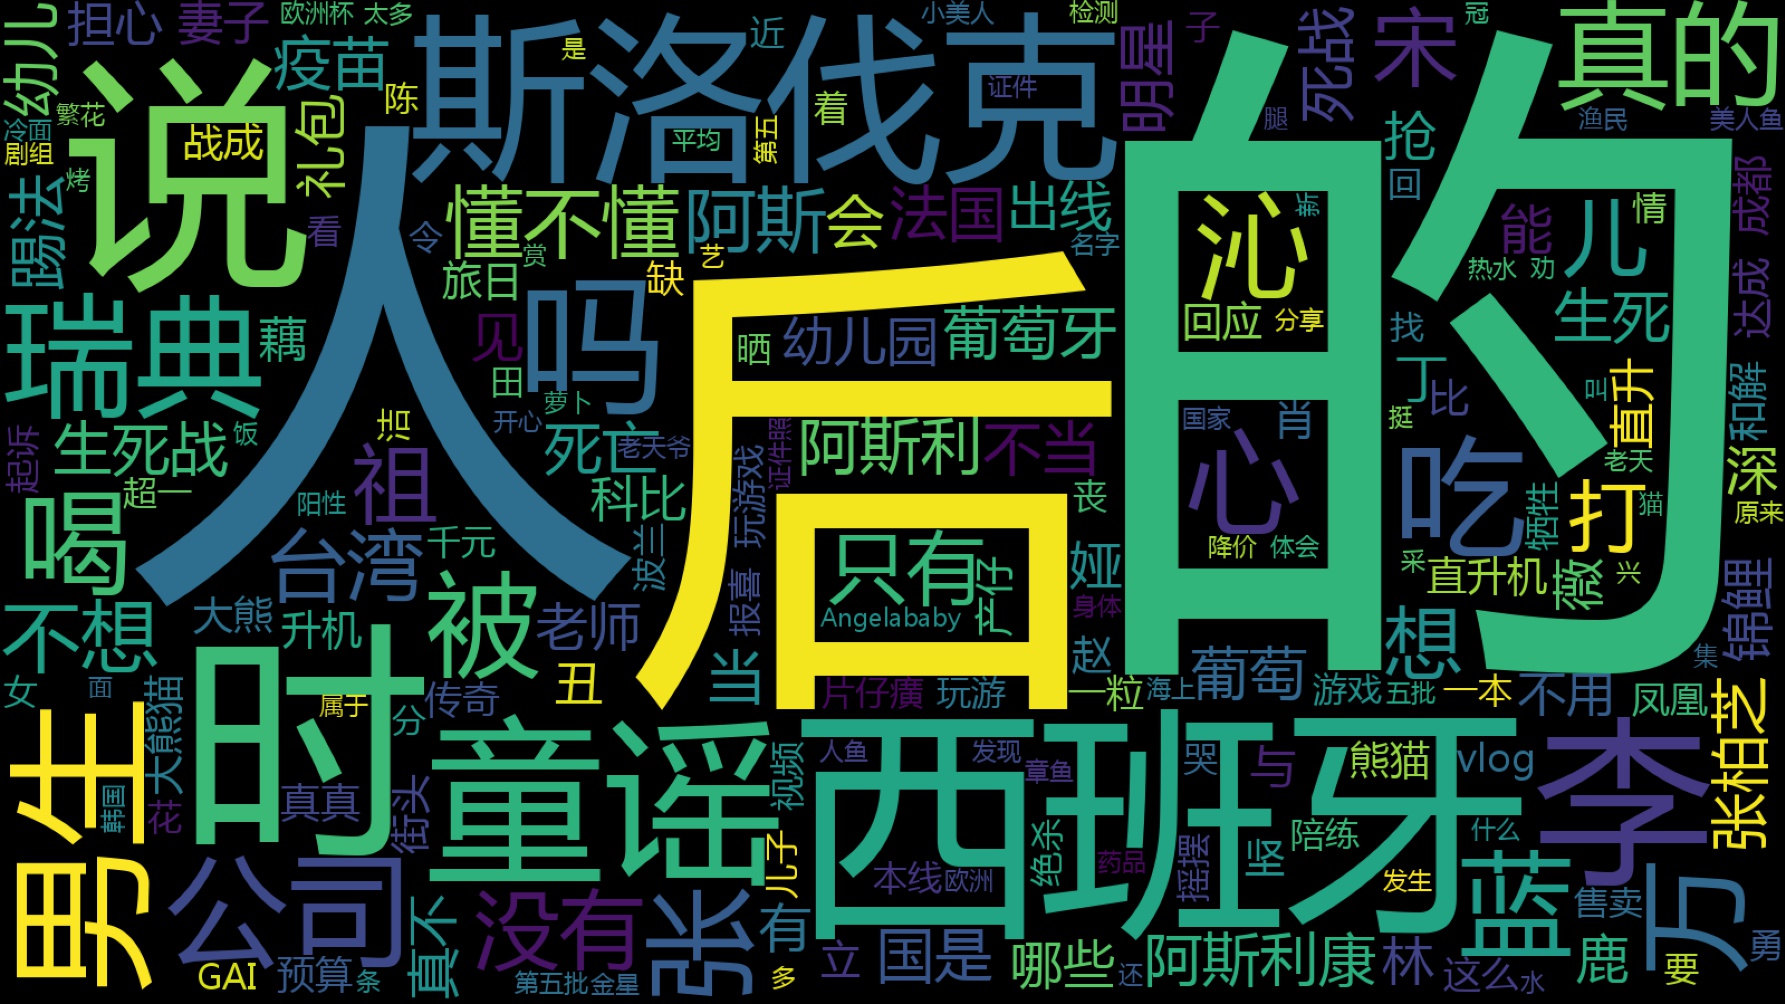 幼儿
担心
妻子
欧洲杯
太多
疫苗
斯洛伐克
是
近
小美人
检测
明星
子
死战
宋
冠
真的
繁花
说
冷面
剧组
战成
礼包
陈
平均
第五
着
证件
腿
抢
渔民
美人鱼
烤
踢法
看
令
懂不懂
阿斯
会
法国
出线
的
回
沁
能
儿
情
成都
赏
艺
名字
旅日
缺
热水
劝
瑞典
藕
人
见
吗
晒
幼儿园
葡萄牙
回应
分享
找
生死
达成
田
后
丁
比
叫
直升
和解
萝卜
开心
国家
肖
挺
起诉
生死战
饭
洁
死亡
老天爷
玩游戏
证件照
阿斯利
不当
心
吃
老天
深
超一
阳性
祖
科比
丧
牺牲
打
猫
原来
喝
台湾
千元
波兰
只有
产仔
娅
降价
体会
采
直升机
薇
兴
锦鲤
不想
大熊
升机
被
老师
报喜
Angelababy
身体
赵
想
集
女
面
大熊猫
时
属于
分
传奇
丑
当
片仔癀
玩游
一粒
海上
葡萄
游戏
五批
一本
不用
凤凰
张柏芝
男生
韩国
花
真真
街头
童谣
视频
人鱼
发现
西班牙
章鱼
哭
与
熊猫
vlog
李
公司
儿子
本线
欧洲
绝杀
药品
摇摆
坚
陪练
什么
发生
蓝
售卖
万
GAI
预算
条
真不
没有
第五批
金星
张
有
多
立
国是
哪些
还
阿斯利康
林
这么
水
鹿
要
勇